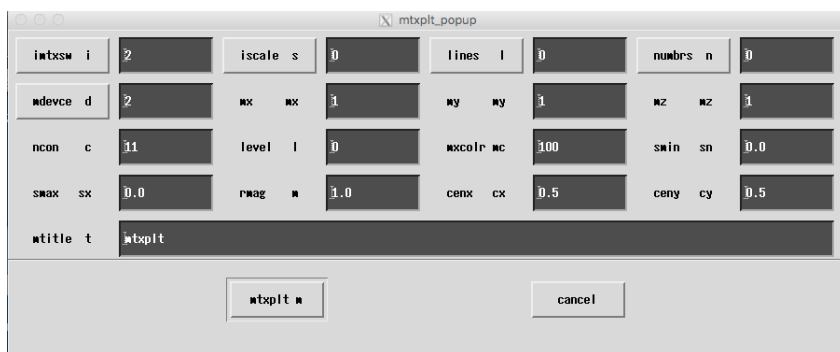 mtxplt_popup
imtxsw i 2 iscale s 0 lines l 0 numbrs n 0
mdevce d 2 mx mx 1 my my 1 mz mz 1
ncon c 11 level l 0 mxcolr mc 100 smin sn 0.0
smax sx 0.0 rmag m 1.0 cenx cx 0.5 ceny cy 0.5
mtitle t mtxplt
mtxplt m cancel